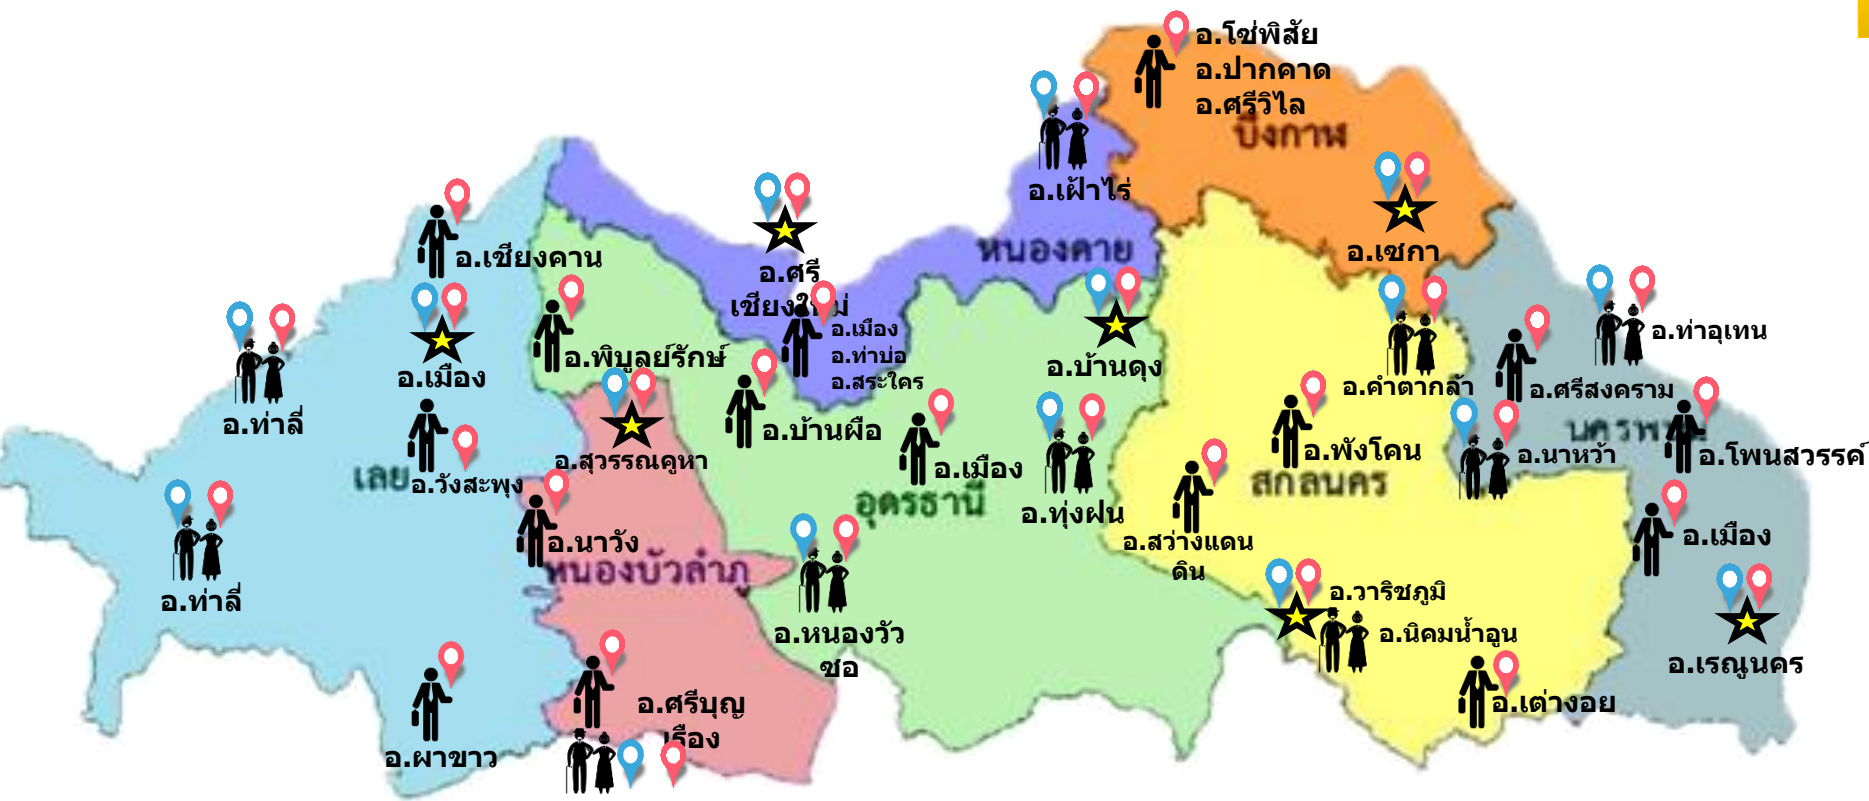 อ.โซ่พิสัย
อ.ปากคาด
อ.ศรีวิไล
บึงกาฬ
อ.เฝ้าไร่
หนองคาย
อ.เซกา
อ.เชียงคาน
อ.ศรี
เชียงใหม่
อ.เมือง
อ.ท่าบ่อ
อ.สระใคร
อ.พิบูลย์รักษ์
อ.บ้านดุง
อ.ท่าอุเทน
อ.เมือง
อ.คำตากล้า
อ.ศรีสงคราม
อ.ท่าลี่
อ.บ้านผือ
นครพนม
อ.นาหว้า
อ.โพนสวรรค์
อ.พังโคน
อ.สุวรรณคูหา
อ.เมือง
เลย
อ.วังสะพุง
สกลนคร
อุดรธานี
อ.ทุ่งฝน
อ.นาวัง
อ.สว่างแดน
ดิน
อ.เมือง
หนองบัวลำภู
อ.ท่าลี่
อ.วาริชภูมิ
อ.นิคมน้ำอูน
อ.หนองวัว
ซอ
อ.เรณูนคร
อ.ศรีบุญ
เรือง
อ.เต่างอย
อ.ผาขาว